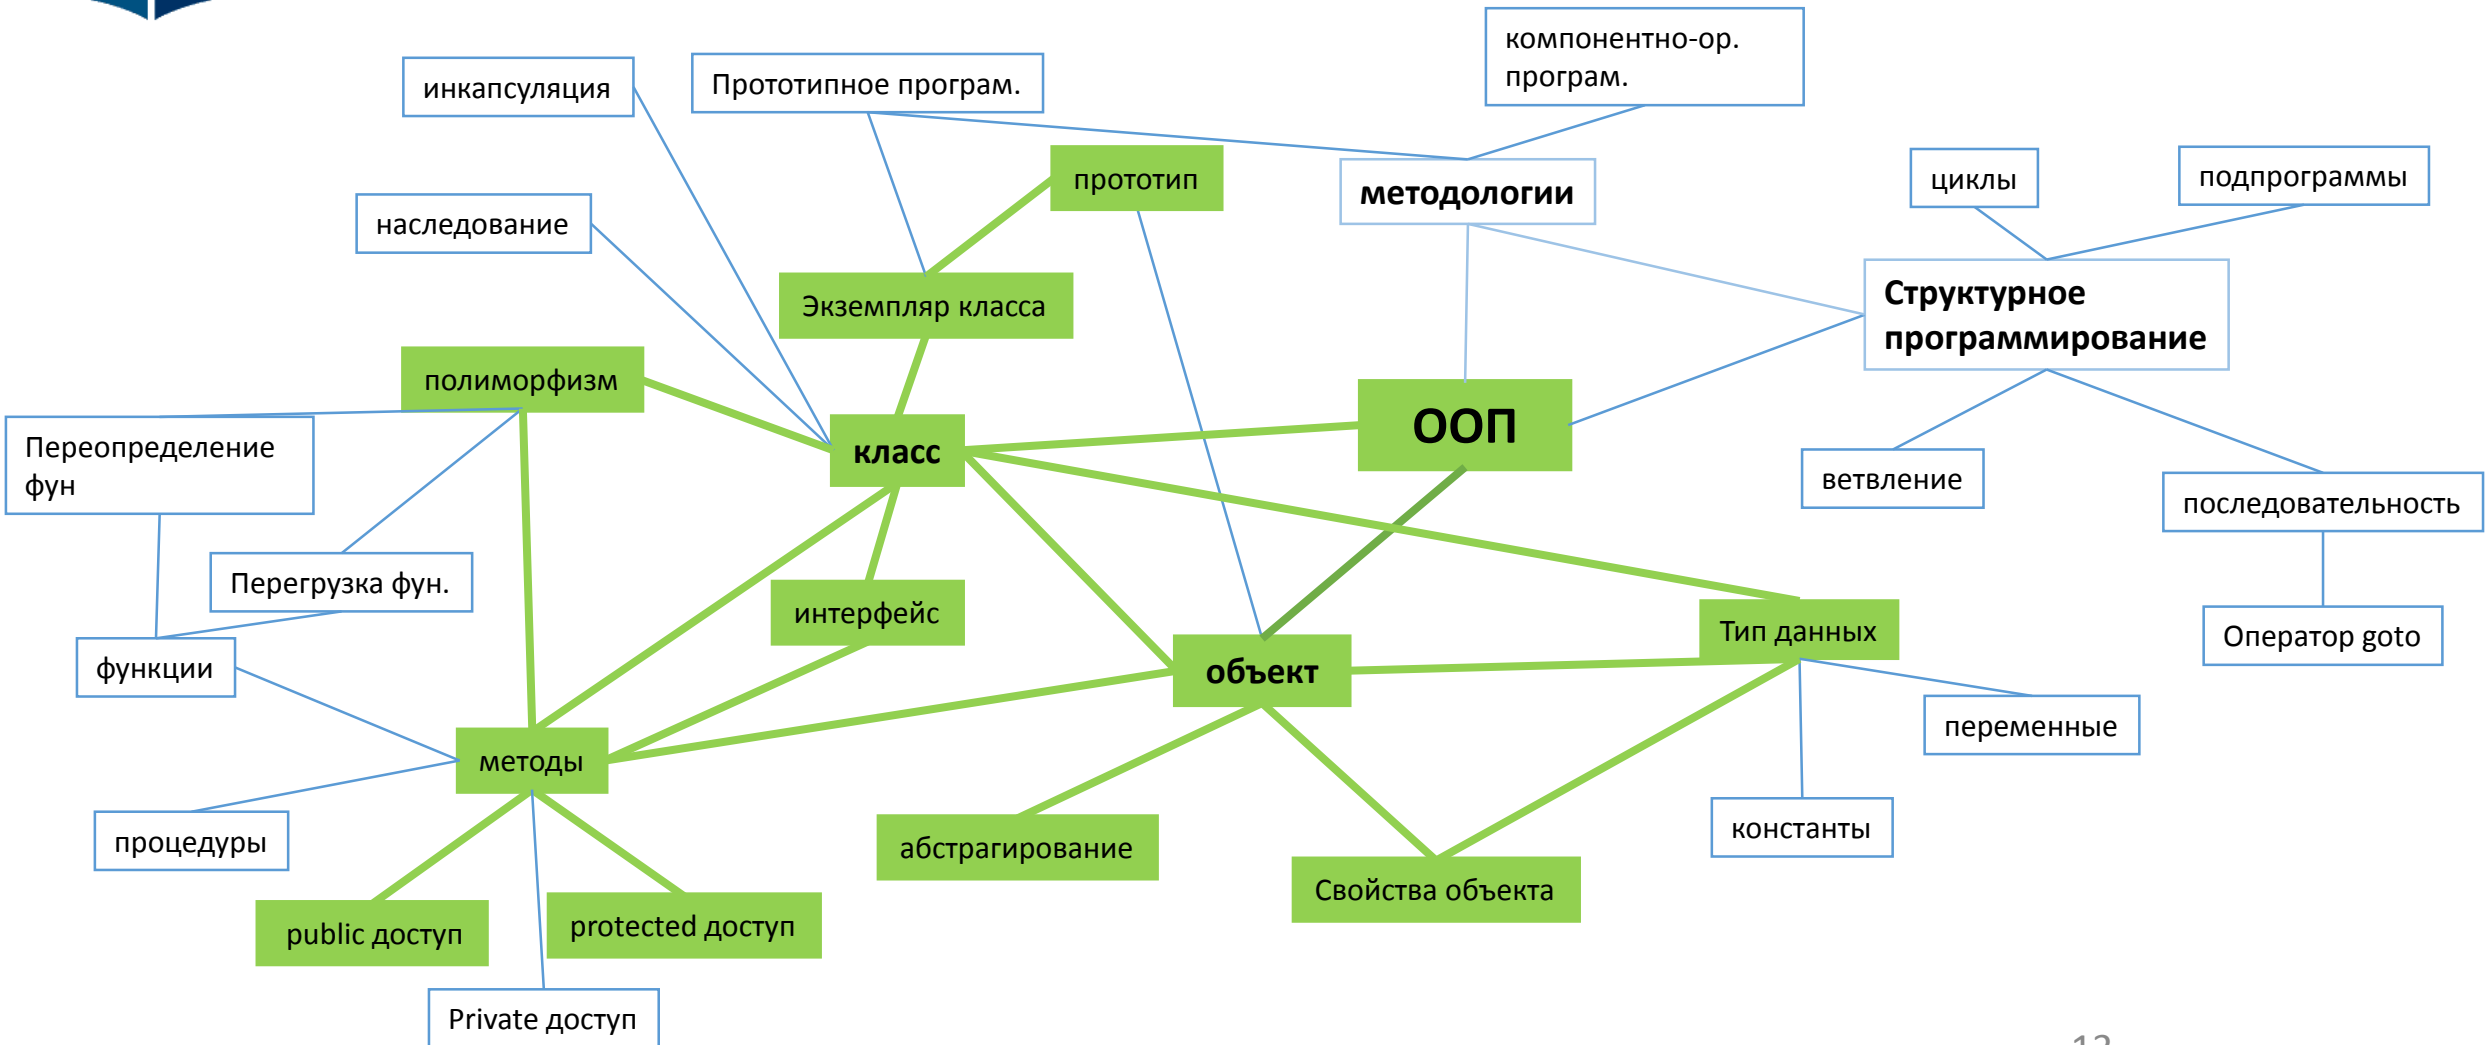 компонентно-ор.
програм.
инкапсуляция
Прототипное програм.
прототип
методологии
циклы
подпрограммы
наследование
Экземпляр класса
Структурное
программирование
полиморфизм
ООП
класс
Переопределение
фун
ветвление
последовательность
Перегрузка фун.
интерфейс
Тип данных
Оператор goto
функции
объект
переменные
методы
процедуры
абстрагирование
константы
Свойства объекта
public доступ
protected доступ
Private доступ